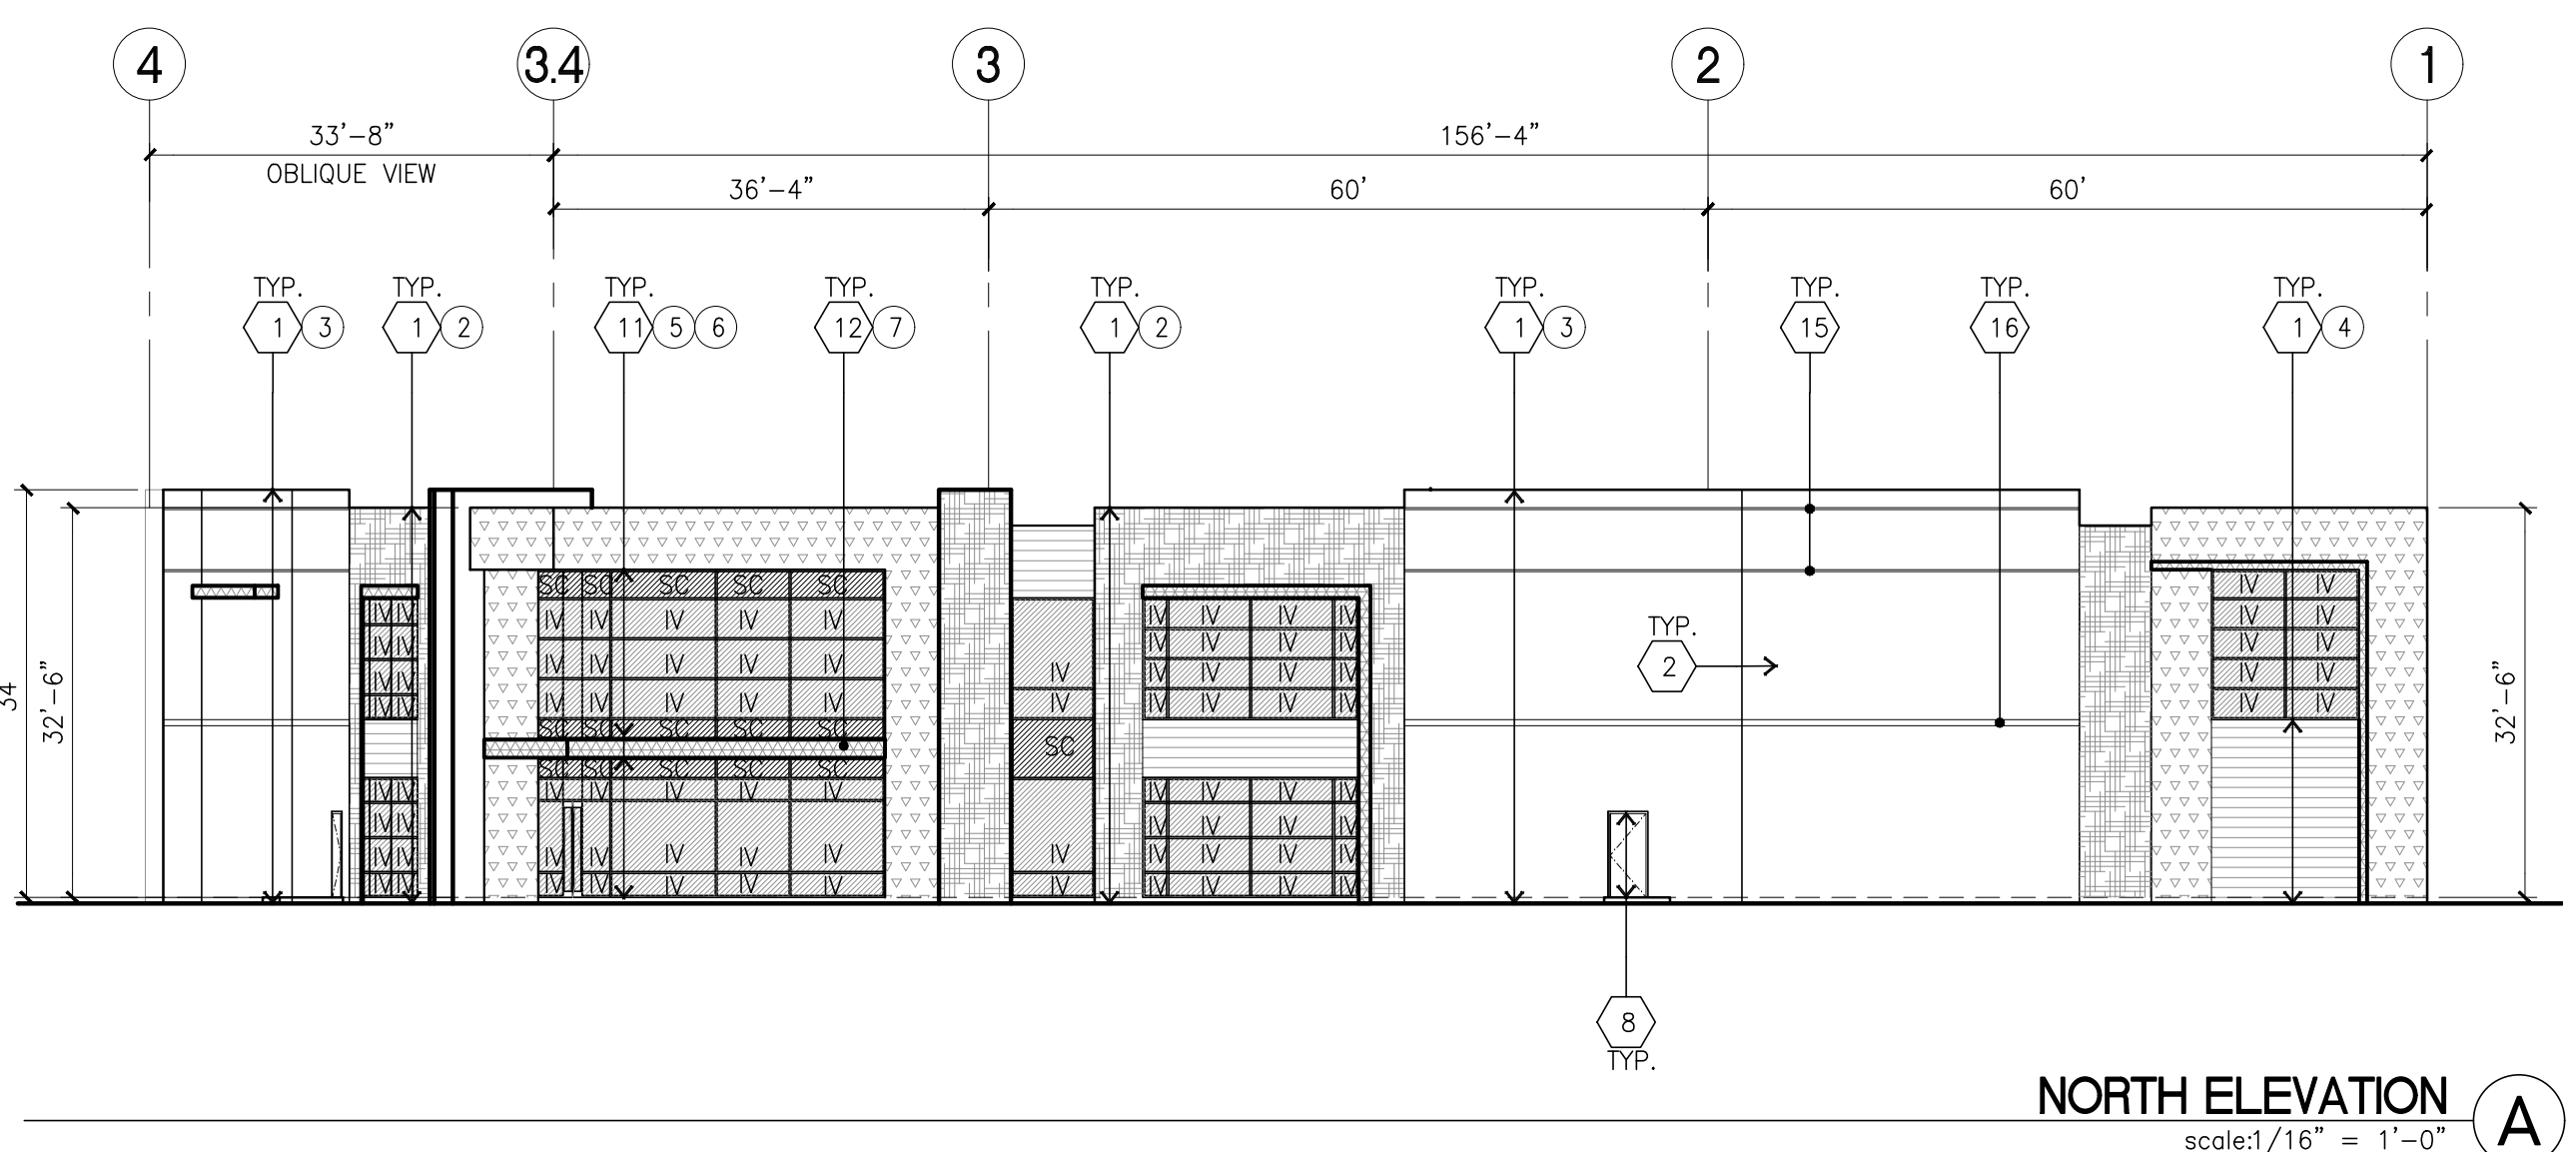 4 3.4 3 2 1
33'-8" 156'-4"
OBLIQUE VIEW
36'-4" 60' 60'
TYP. TYP. TYP. TYP. TYP. TYP. TYP. TYP. TYP.
1 3 1 2 11 5 6 12 7 1 2 1 3 15 16 1 4
34
32'-6"
32'-6"
SC SC SC SC SC
IV IV IV IV IV
IV IV IV IV IV
IV IV IV IV IV
SC SC SC SC SC
SC SC SC SC SC
IV IV IV IV IV
IV IV IV IV IV
IV IV IV IV IV
IV IV
IV IV
IV IV
IV IV
IV IV
IV IV
IV IV
IV IV
IV
IV
SC
IV
IV
IV IV IV IV
IV IV IV IV
IV IV IV IV
IV IV IV IV
IV IV IV IV
IV IV IV IV
IV IV IV IV
IV IV IV IV
TYP.
2
IV IV
IV IV
IV IV
IV IV
IV IV
8
TYP.
NORTH ELEVATION
A
scale:1/16" = 1'-0"